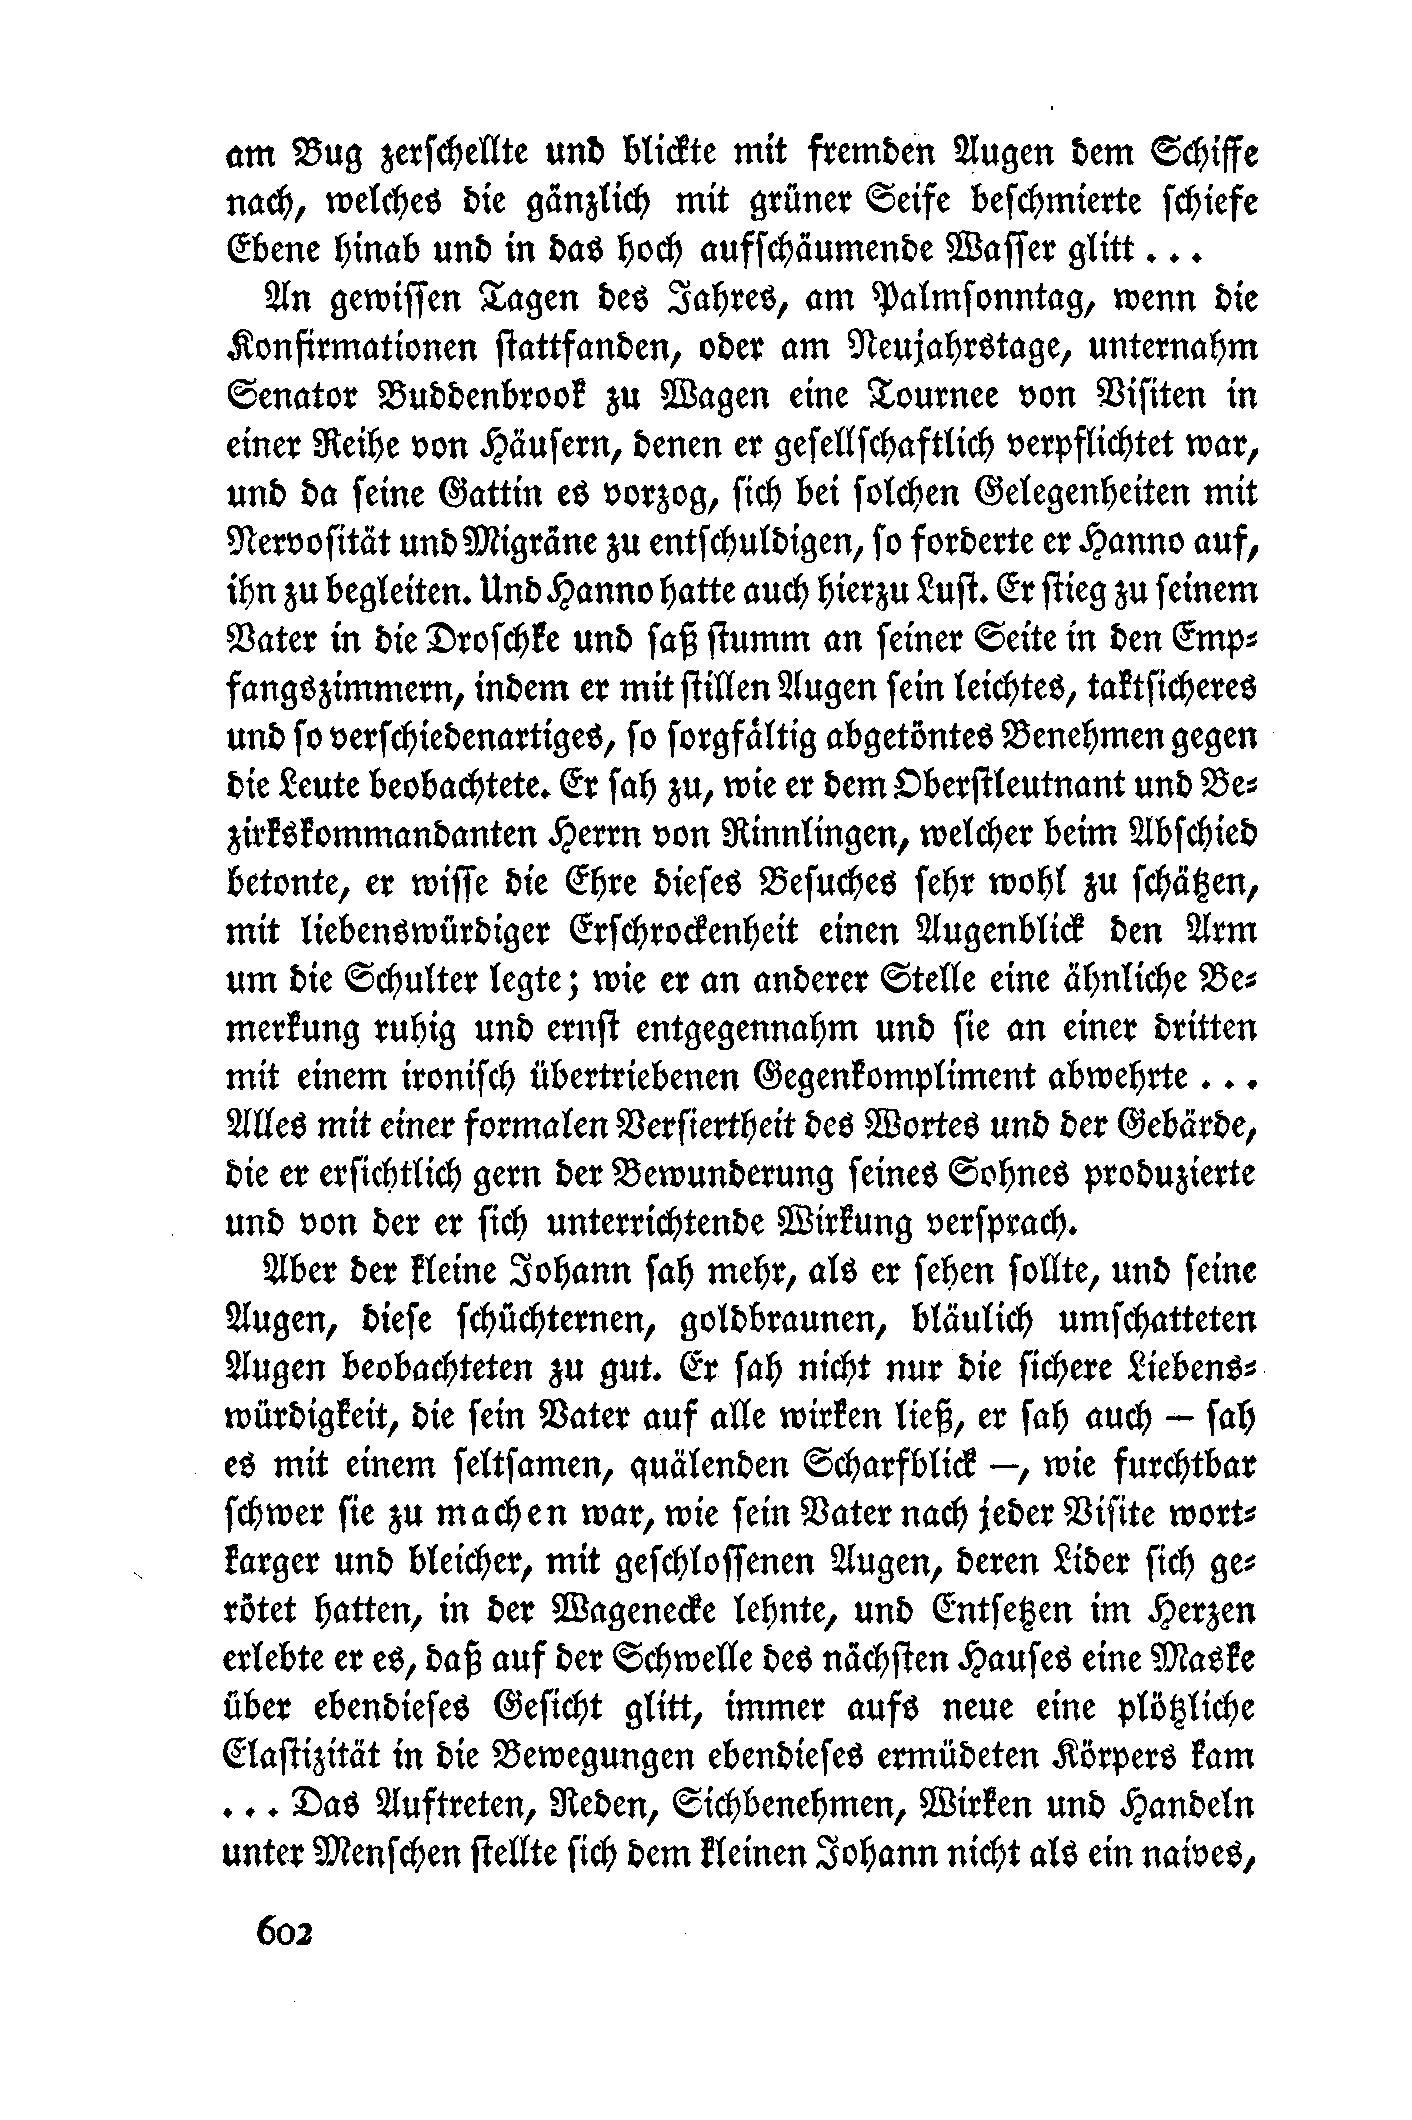 am Bug zerschellte und blickte mit fremden Augen dem Schiffe
nach, welches die gänzlich mit grüner Seife beschmierte schiefe
Ebene hinab und in das hoch aufschäumende Wasser glitt . . .
An gewissen Tagen des Jahres, am Palmsonntag, wenn die
Konfirmationen stattfanden, oder am Neujahrstage, unternahm
Senator Buddenbrook zu Wagen eine Tournee von Visiten in
einer Reihe von Häusern, denen er gesellschaftlich verpflichtet war,
und da seine Gattin es vorzog, sich bei solchen Gelegenheiten mit
Nervosität und Migräne zu entschuldigen, so forderte er Hanno auf,
ihn zu begleiten. Und Hanno hatte auch hierzu Lust. Er stieg zu seinem
Vater in die Droschke und saß stumm an seiner Seite in den Emp-
fangszimmern, indem er mit stillen Augen sein leichtes, taktsicheres
und so verschiedenartiges, so sorgfältig abgetöntes Benehmen gegen
die Leute beobachtete. Er sah zu, wie er dem Oberstleutnant und Be-
zirkskommandanten Herrn von Rinnlingen, welcher beim Abschied
betonte, er wisse die Ehre dieses Besuches sehr wohl zu schätzen,
mit liebenswürdiger Erschrockenheit einen Augenblick den Arm
um die Schulter legte; wie er an anderer Stelle eine ähnliche Be-
merkung ruhig und ernst entgegennahm und sie an einer dritten
mit einem ironisch übertriebenen Gegenkompliment abwehrte . . .
Alles mit einer formalen Versiertheit des Wortes und der Gebärde,
die er ersichtlich gern der Bewunderung seines Sohnes produzierte
und von der er sich unterrichtende Wirkung versprach.
Aber der kleine Johann sah mehr, als er sehen sollte, und seine
Augen, diese schüchternen, goldbraunen, bläulich umschatteten
Augen beobachteten zu gut. Er sah nicht nur die sichere Liebens-
würdigkeit, die sein Vater auf alle wirken ließ, er sah auch — sah
es mit einem seltsamen, quälenden Scharfblick —, wie furchtbar
schwer sie zu machen war, wie sein Vater nach jeder Visite wort-
karger und bleicher, mit geschlossenen Augen, deren Lider sich ge-
rötet hatten, in der Wagenecke lehnte, und Entsetzen im Herzen
erlebte er es, daß auf der Schwelle des nächsten Hauses eine Maske
über ebendieses Gesicht glitt, immer aufs neue eine plötzliche
Elastizität in die Bewegungen ebendieses ermüdeten Körpers kam
. . . Das Auftreten, Reden, Sichbenehmen, Wirken und Handeln
unter Menschen stellte sich dem kleinen Johann nicht als ein naives,
602